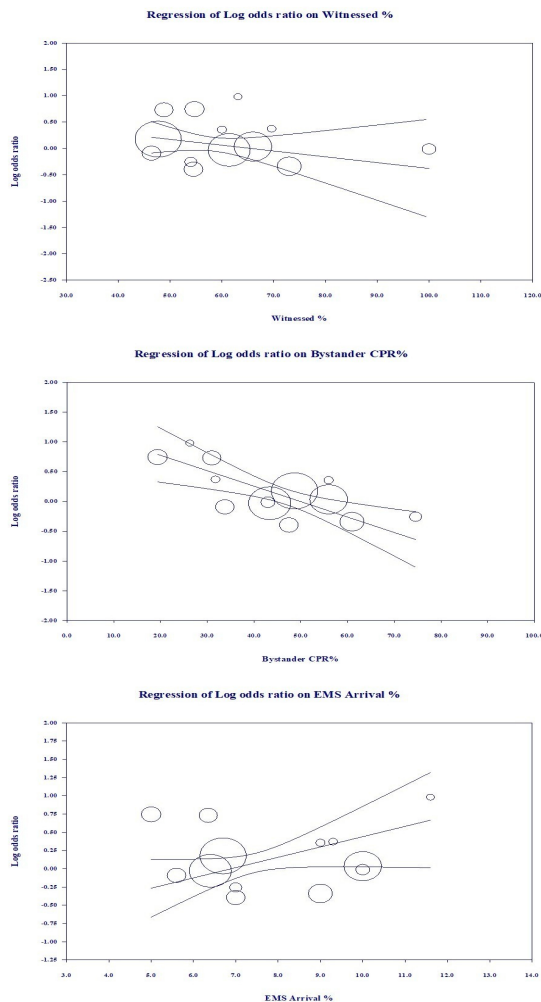 Regression of Log odds ratio on Witnessed %
Log odds ratio
2.00
1.50
1.00
0.50
0.00
-0.50
-1.00
-1.50
-2.00
-2.50
30.0 40.0 50.0 60.0 70.0 80.0 90.0 100.0 110.0 120.0
Witnessed %
Regression of Log odds ratio on Bystander CPR%
Log odds ratio
2.00
1.50
1.00
0.50
0.00
-0.50
-1.00
-1.50
-2.00
0.0 10.0 20.0 30.0 40.0 50.0 60.0 70.0 80.0 90.0 100.0
Bystander CPR%
Regression of Log odds ratio on EMS Arrival %
Log odds ratio
2.00
1.75
1.50
1.25
1.00
0.75
0.50
0.25
0.00
-0.25
-0.50
-0.75
-1.00
-1.25
3.0 4.0 5.0 6.0 7.0 8.0 9.0 10.0 11.0 12.0 13.0 14.0
EMS Arrival %